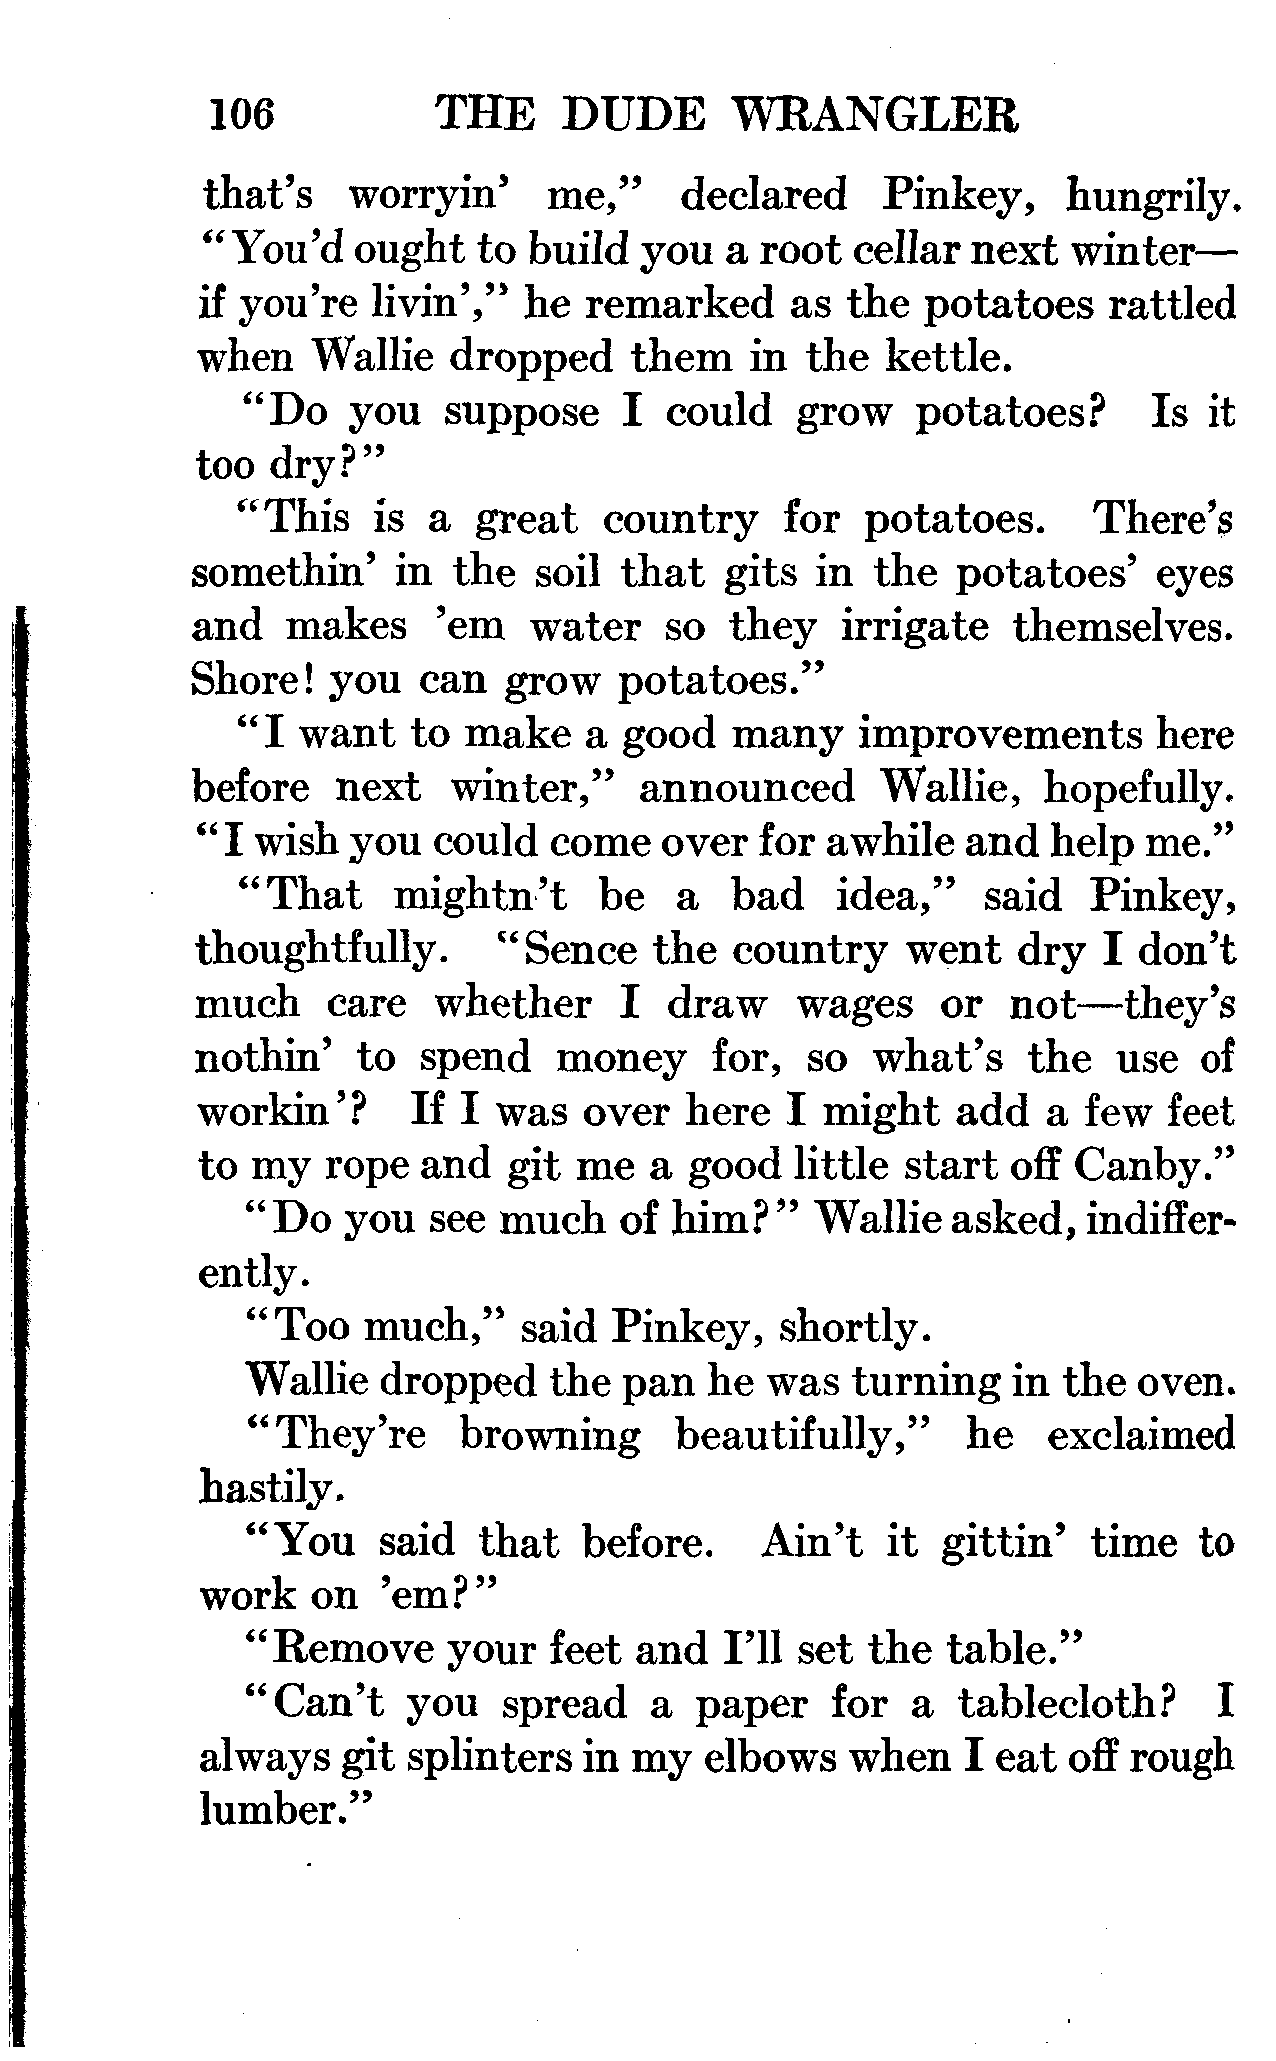 106 THE DUDE WRANGLER
that's worryin' me," declared Pinkey, hungrily.
"You'd ought to build you a root cellar next winter—
if you're livin'," he remarked as the potatoes rattled
when Wallie dropped them in the kettle.
"Do you suppose I could grow potatoes? Is it
too dry?"
"This is a great country for potatoes. There's
somethin' in the soil that gits in the potatoes' eyes
and makes 'em water so they irrigate themselves.
Shore! you can grow potatoes."
"I want to make a good many improvements here
before next winter," announced Wallie, hopefully.
"I wish you could come over for awhile and help me."
"That mightn't be a bad idea," said Pinkey,
thoughtfully. "Sence the country went dry I don't
much care whether I draw wages or not—they's
nothin' to spend money for, so what's the use of
workin'? If I was over here I might add a few feet
to my rope and git me a good little start off Canby."
"Do you see much of him?" Wallie asked, indiffer-
ently.
"Too much," said Pinkey, shortly.
Wallie dropped the pan he was turning in the oven.
"They're browning beautifully," he exclaimed
hastily.
"You said that before. Ain't it gittin' time to
work on 'em?"
"Remove your feet and I'll set the table."
"Can't you spread a paper for a tablecloth? I
always git splinters in my elbows when I eat off rough
lumber."